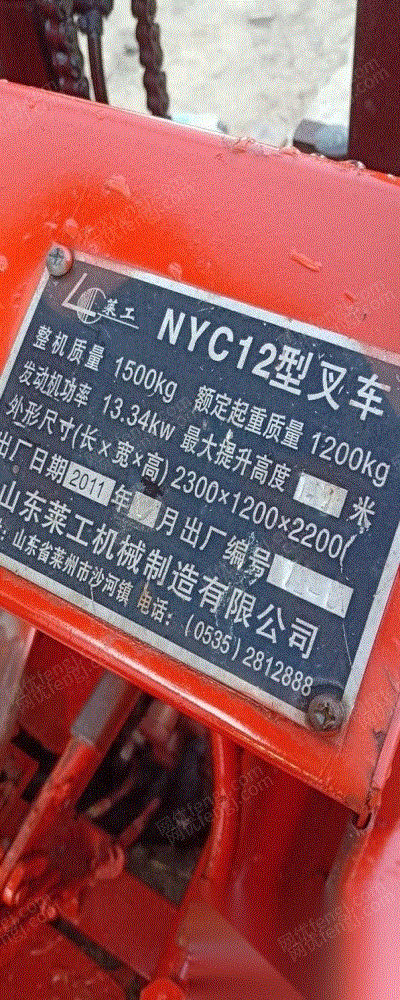 莱工 NYC12型叉车
整机质量 1500kg 额定起重质量 1200kg
发动机功率 13.34kw 最大提升高度 米
外形尺寸(长×宽×高) 2300×1200×2200(
出厂日期 2011 年 月 出厂编号
山东莱工机械制造有限公司
:山东省莱州市沙河镇 电话:(0535)2812888